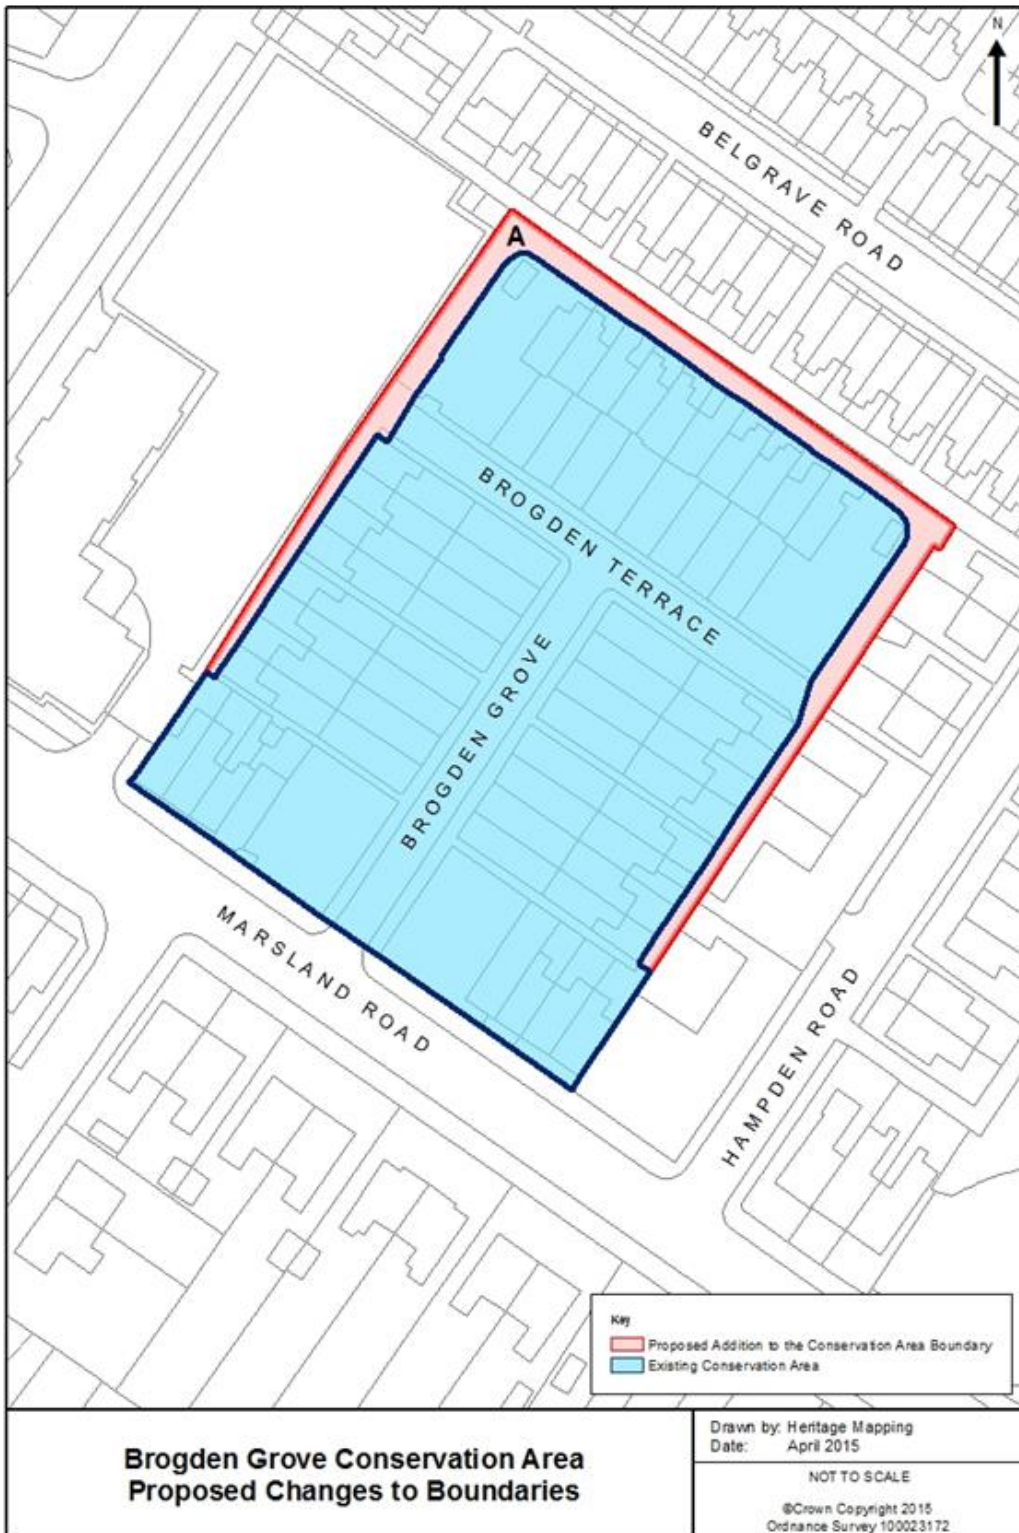 N
BELGRAVE ROAD
A
BROGDEN TERRACE
BROGDEN GROVE
MARSLAND ROAD
HAMPDEN ROAD
Key
Proposed Addition to the Conservation Area Boundary
Existing Conservation Area
Brogden Grove Conservation Area
Proposed Changes to Boundaries
Drawn by: Heritage Mapping
Date: April 2015
NOT TO SCALE
©Crown Copyright 2015
Ordnance Survey 100023172